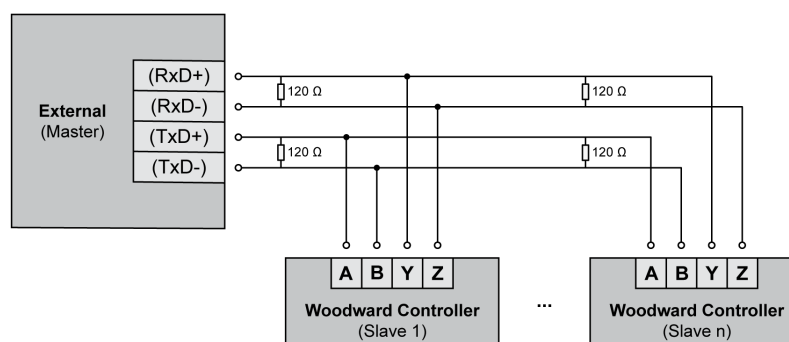 (RxD+)
120 Ω
120 Ω
External
(RxD-)
(Master)
(TxD+)
120 Ω
120 Ω
(TxD-)
A B Y Z
A B Y Z
Woodward Controller
(Slave 1)
...
Woodward Controller
(Slave n)